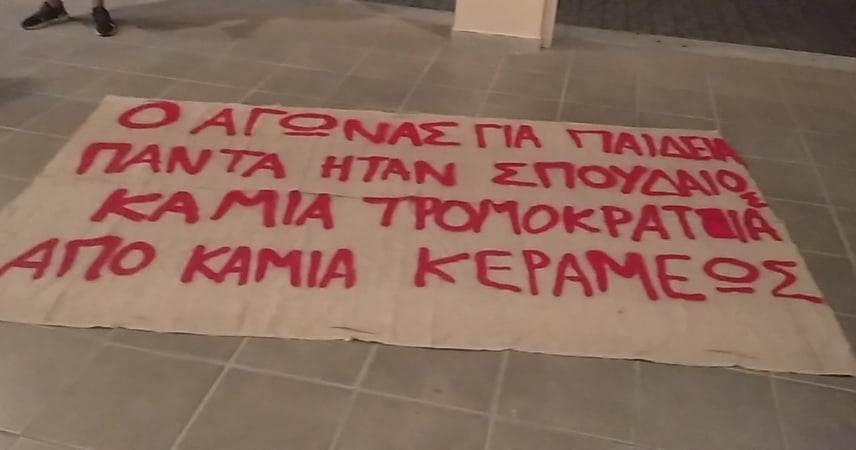 Ο ΑΓΩΝΑΣ ΓΙΑ ΠΑΙΔΕΙΑ
ΠΑΝΤΑ ΗΤΑΝ ΣΠΟΥΔΑΙΟΣ
ΚΑΜΙΑ ΤΡΟΜΟΚΡΑΤΙΑ
ΑΠΟ ΚΑΜΙΑ ΚΕΡΑΜΕΩΣ